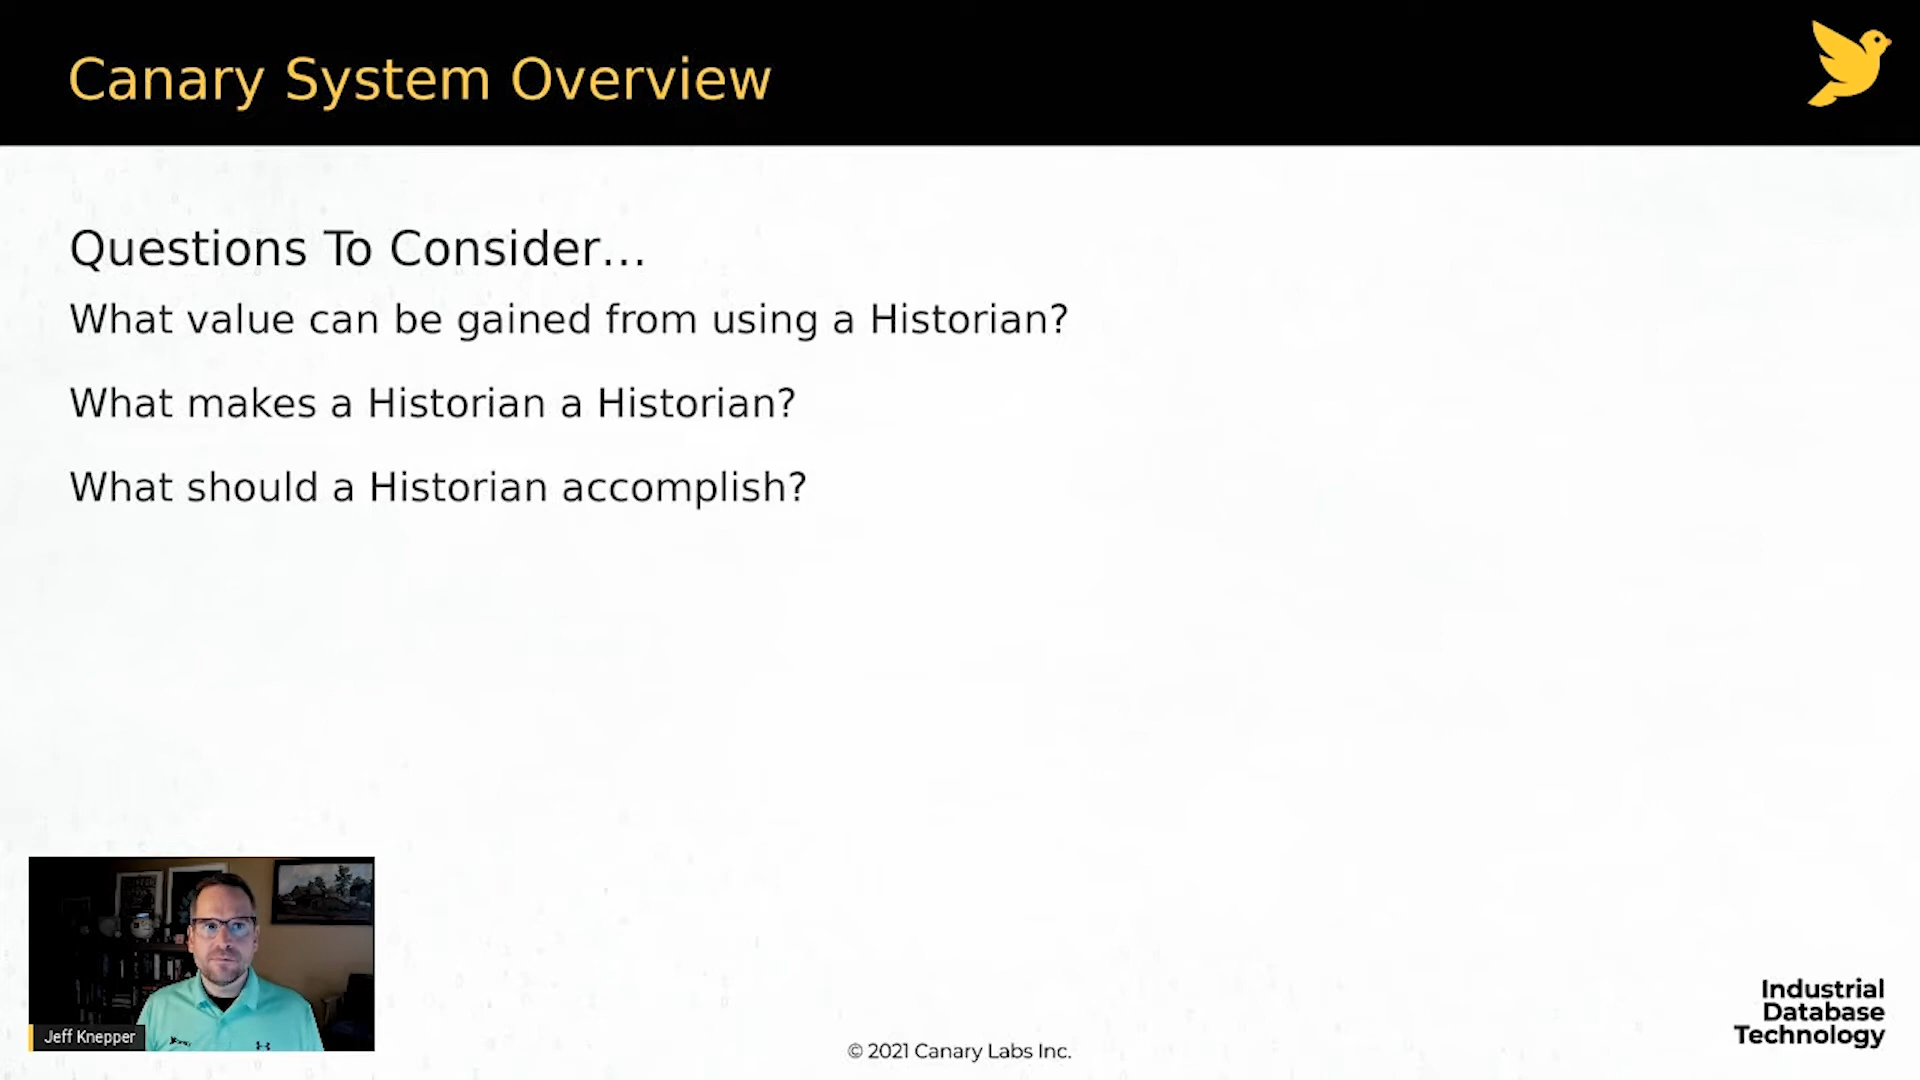 Canary System Overview
Questions To Consider...
What value can be gained from using a Historian?
What makes a Historian a Historian?
What should a Historian accomplish?
Jeff Knepper
© 2021 Canary Labs Inc.
Industrial
Database
Technology